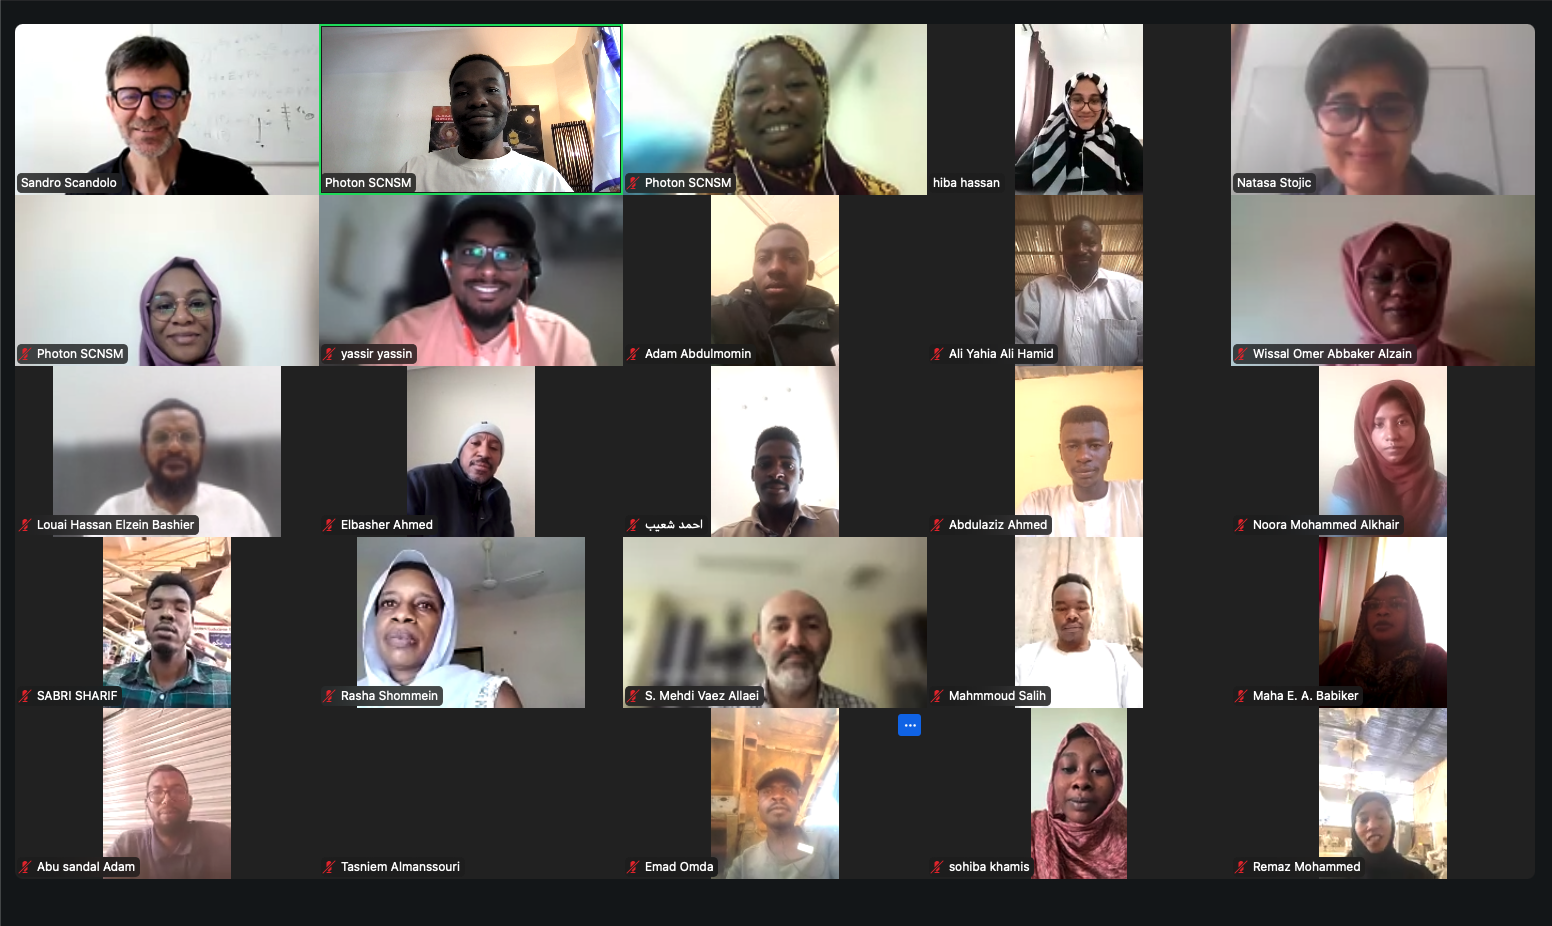 Sandro Scandolo
Photon SCNSM
Photon SCNSM
hiba hassan
Natasa Stojic
Photon SCNSM
yassir yassin
Adam Abdulmomin
Ali Yahia Ali Hamid
Wissal Omer Abbaker Alzain
Louai Hassan Elzein Bashier
Elbasher Ahmed
احمد شعيب
Abdulaziz Ahmed
Noora Mohammed Alkhair
SABRI SHARIF
Rasha Shommein
S. Mehdi Vaez Allaei
Mahmmoud Salih
Maha E. A. Babiker
Abu sandal Adam
Tasniem Almanssouri
Emad Omda
sohiba khamis
Remaz Mohammed